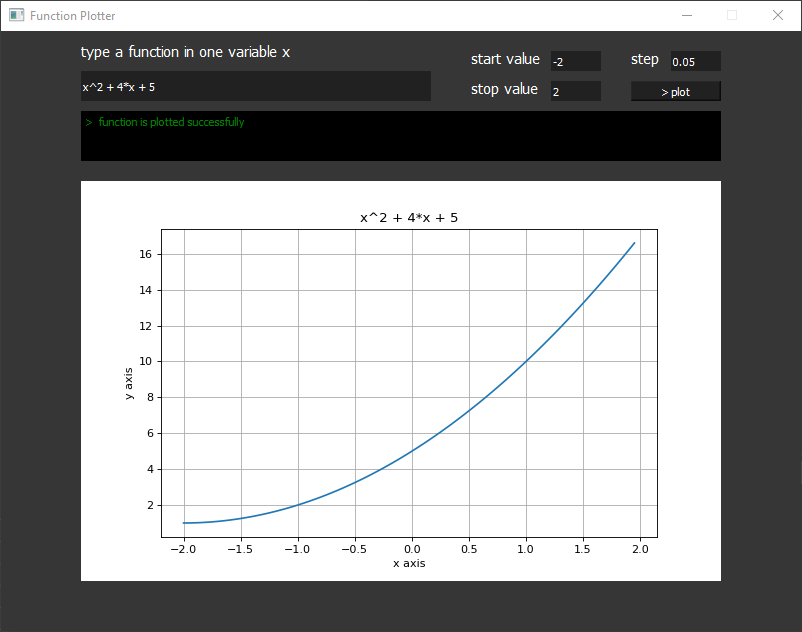 Function Plotter
type a function in one variable x
x^2 + 4*x + 5
start value -2
step 0.05
stop value 2
> plot
> function is plotted successfully
x^2 + 4*x + 5
16
14
12
10
8
6
4
2
y axis
−2.0 −1.5 −1.0 −0.5 0.0 0.5 1.0 1.5 2.0
x axis